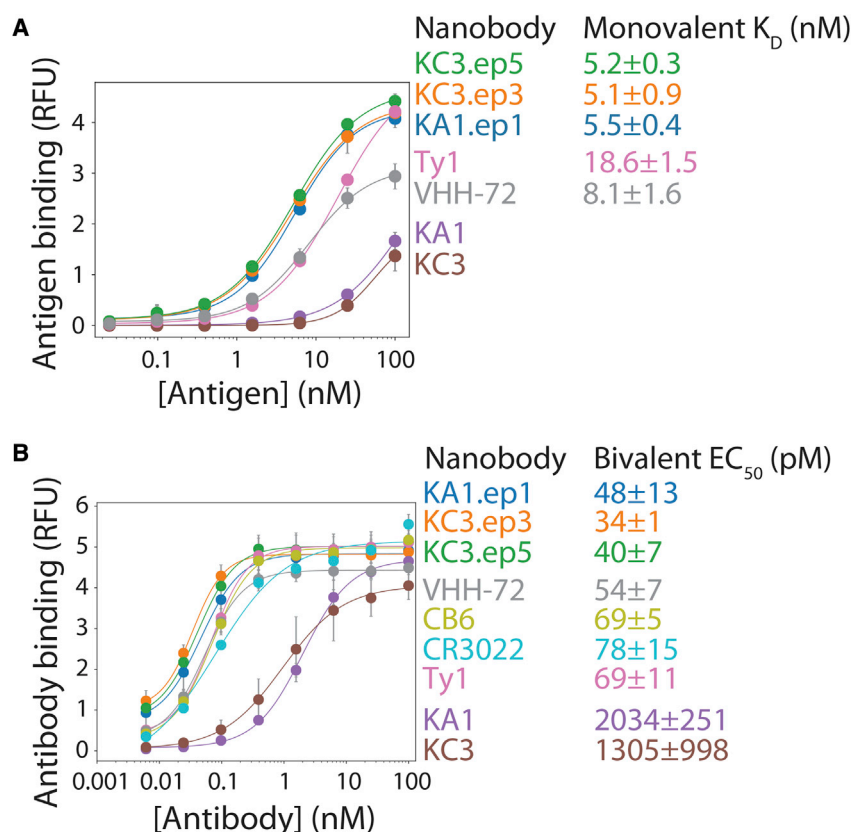 A
Nanobody Monovalent KD (nM)
KC3.ep5 5.2±0.3
KC3.ep3 5.1±0.9
KA1.ep1 5.5±0.4
Ty1 18.6±1.5
VHH-72 8.1±1.6
KA1
KC3
Antigen binding (RFU)
4
3
2
1
0
0.1 1 10 100
[Antigen] (nM)
B
Nanobody Bivalent EC50 (pM)
KA1.ep1 48±13
KC3.ep3 34±1
KC3.ep5 40±7
VHH-72 54±7
CB6 69±5
CR3022 78±15
Ty1 69±11
KA1 2034±251
KC3 1305±998
Antibody binding (RFU)
6
5
4
3
2
1
0
0.001 0.01 0.1 1 10 100
[Antibody] (nM)